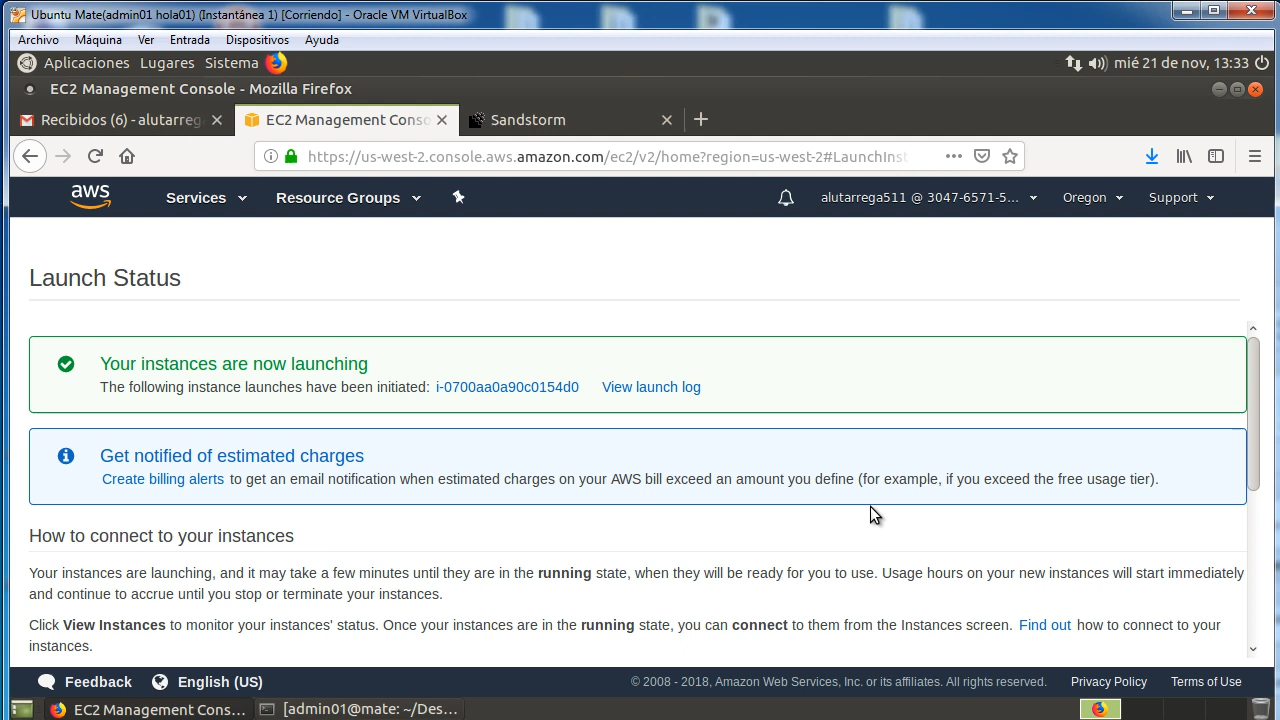 Ubuntu Mate(admin01 hola01) (Instantánea 1) [Corriendo] - Oracle VM VirtualBox
Archivo Máquina Ver Entrada Dispositivos Ayuda
Aplicaciones Lugares Sistema mié 21 de nov, 13:33
EC2 Management Console - Mozilla Firefox
Recibidos (6) - alutarreg EC2 Management Conso Sandstorm
https://us-west-2.console.aws.amazon.com/ec2/v2/home?region=us-west-2#LaunchInst
aws Services Resource Groups alutarrega511 @ 3047-6571-5... Oregon Support
Launch Status
Your instances are now launching
The following instance launches have been initiated: i-0700aa0a90c0154d0 View launch log
Get notified of estimated charges
Create billing alerts to get an email notification when estimated charges on your AWS bill exceed an amount you define (for example, if you exceed the free usage tier).
How to connect to your instances
Your instances are launching, and it may take a few minutes until they are in the running state, when they will be ready for you to use. Usage hours on your new instances will start immediately
and continue to accrue until you stop or terminate your instances.
Click View Instances to monitor your instances' status. Once your instances are in the running state, you can connect to them from the Instances screen. Find out how to connect to your
instances.
Feedback English (US) © 2008 - 2018, Amazon Web Services, Inc. or its affiliates. All rights reserved. Privacy Policy Terms of Use
EC2 Management Cons... [admin01@mate: ~/Des...